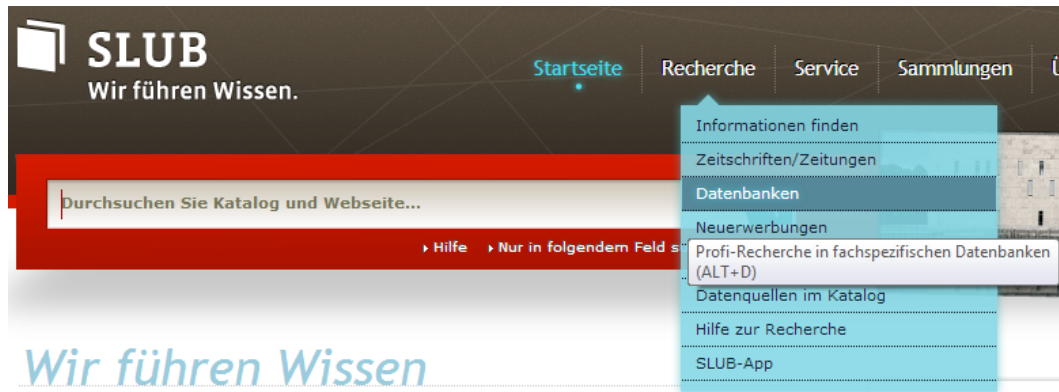 SLUB
Wir führen Wissen.
Startseite Recherche Service Sammlungen
Informationen finden
Zeitschriften/Zeitungen
Datenbanken
Neuerwerbungen
Profi-Recherche in fachspezifischen Datenbanken
(ALT+D)
Datenquellen im Katalog
Hilfe zur Recherche
SLUB-App
Durchsuchen Sie Katalog und Webseite...
Hilfe Nur in folgendem Feld
Wir führen Wissen